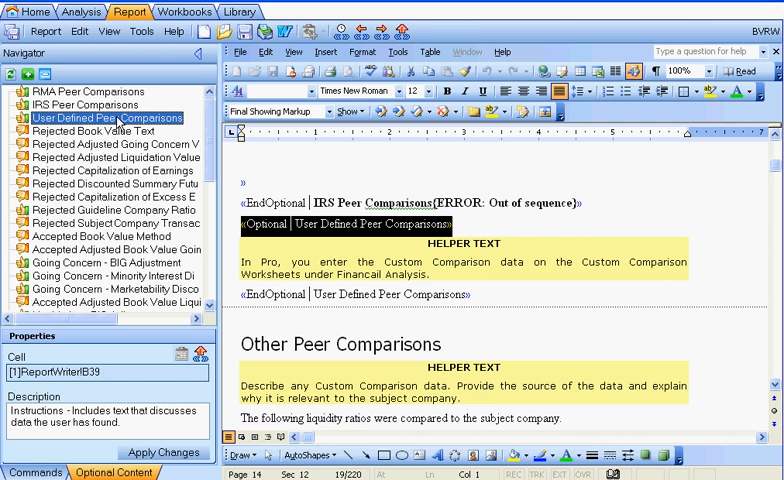 Home Analysis Report Workbooks Library
Report Edit View Tools Help BVRW
Navigator
File Edit View Insert Format Tools Table Window Help Type a question for help
100% Read
Times New Roman 12
Final Showing Markup Show
RMA Peer Comparisons
IRS Peer Comparisons
User Defined Peer Comparisons
Rejected Book Value Text
Rejected Adjusted Going Concern V
Rejected Adjusted Liquidation Value
Rejected Capitalization of Earnings
Rejected Discounted Summary Futu
Rejected Capitalization of Excess E
Rejected Guideline Company Ratio
Rejected Subject Company Transac
Accepted Book Value Method
Accepted Adjusted Book Value Goin
Going Concern - BIG Adjustment
Going Concern - Minority Interest Di
Going Concern - Marketability Disco
Accepted Adjusted Book Value Liqui
Properties
Cell
[1]ReportWriter!B39
Description
Instructions - Includes text that discusses
data the user has found.
Apply Changes
Commands Optional Content
1 2 3 4 5 6 7
»
«EndOptional | IRS Peer Comparisons{ERROR: Out of sequence}»
«Optional | User Defined Peer Comparisons»
HELPER TEXT
In Pro, you enter the Custom Comparison data on the Custom Comparison
Worksheets under Financail Analysis.
«EndOptional | User Defined Peer Comparisons»
Other Peer Comparisons
HELPER TEXT
Describe any Custom Comparison data. Provide the source of the data and explain
why it is relevant to the subject company.
The following liquidity ratios were compared to the subject company.
Draw AutoShapes
Page 14 Sec 12 19/220 At Ln Col 1 REC TRK EXT OVR